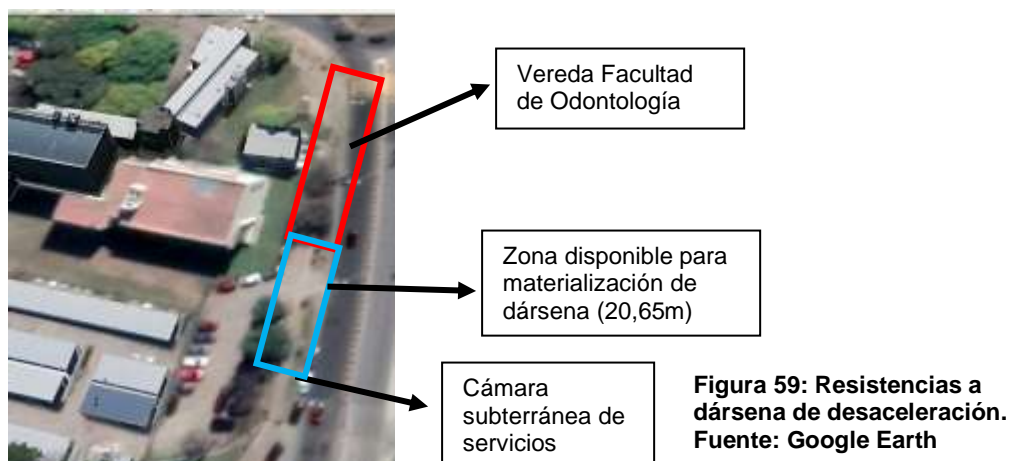 Vereda Facultad
de Odontología
Zona disponible para
materialización de
dársena (20,65m)
Cámara
subterránea de
servicios
Figura 59: Resistencias a
dársena de desaceleración.
Fuente: Google Earth